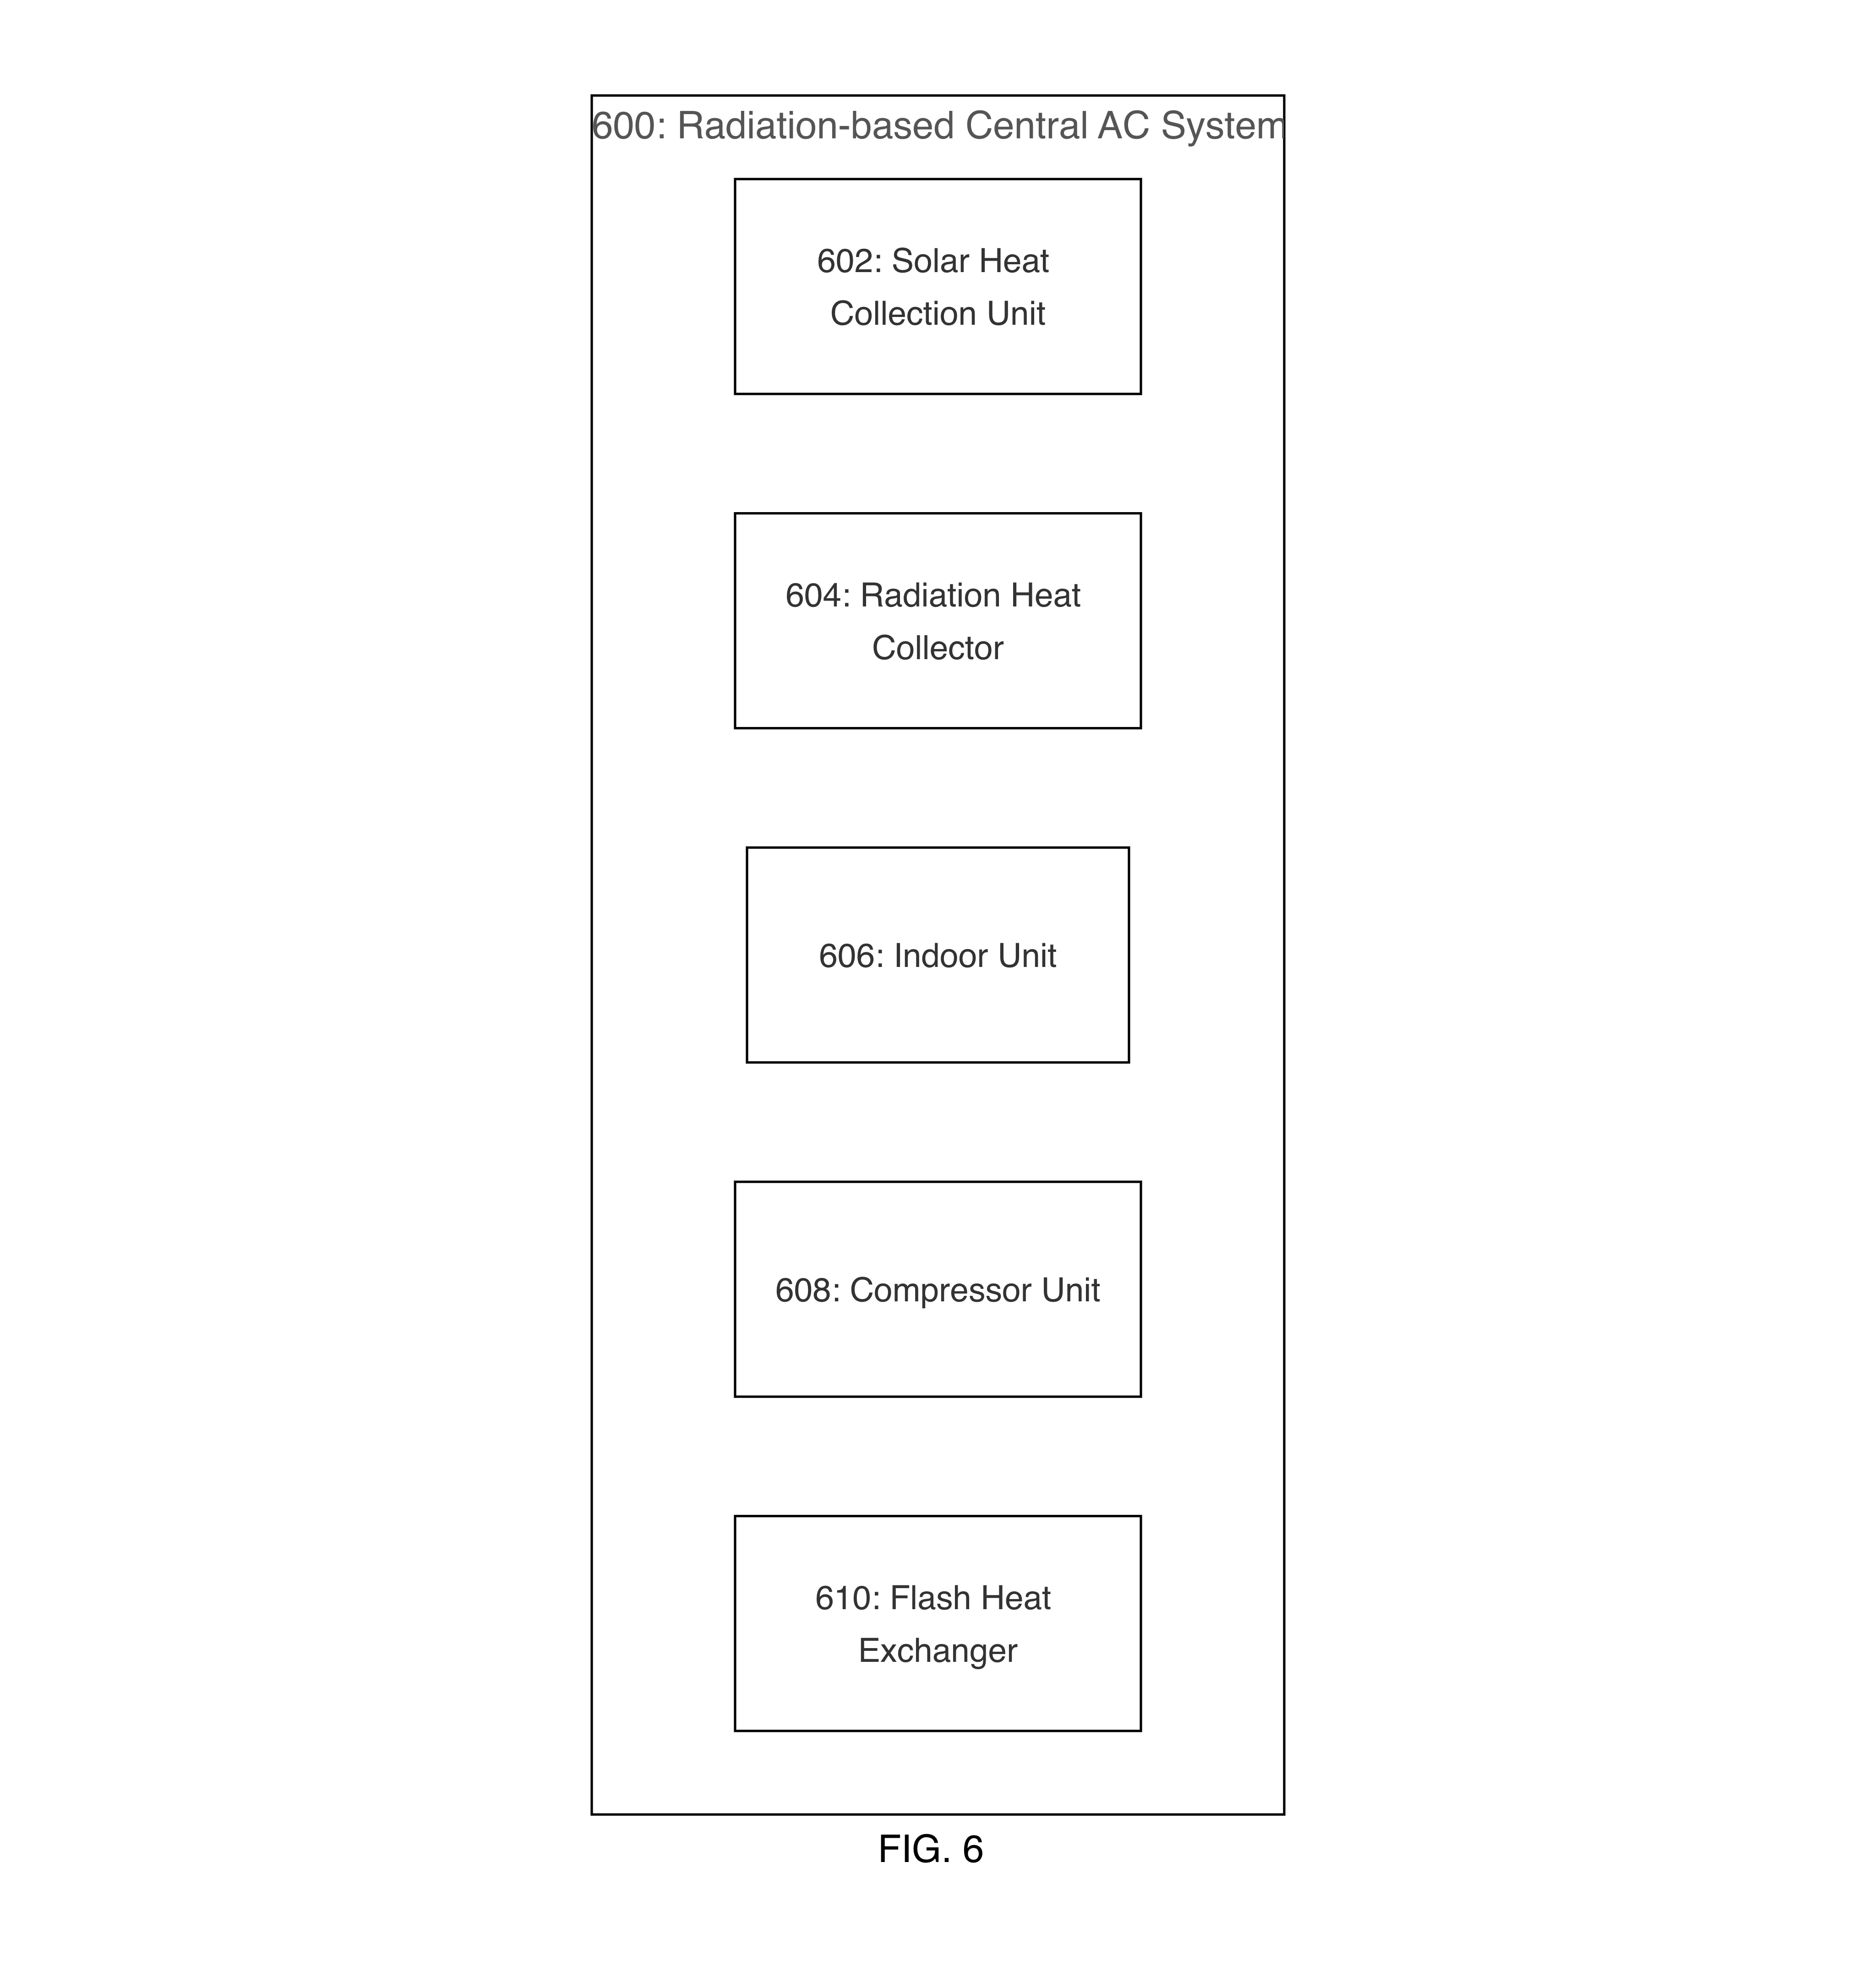 600: Radiation-based Central AC System
602: Solar Heat
Collection Unit
604: Radiation Heat
Collector
606: Indoor Unit
608: Compressor Unit
610: Flash Heat
Exchanger
FIG. 6